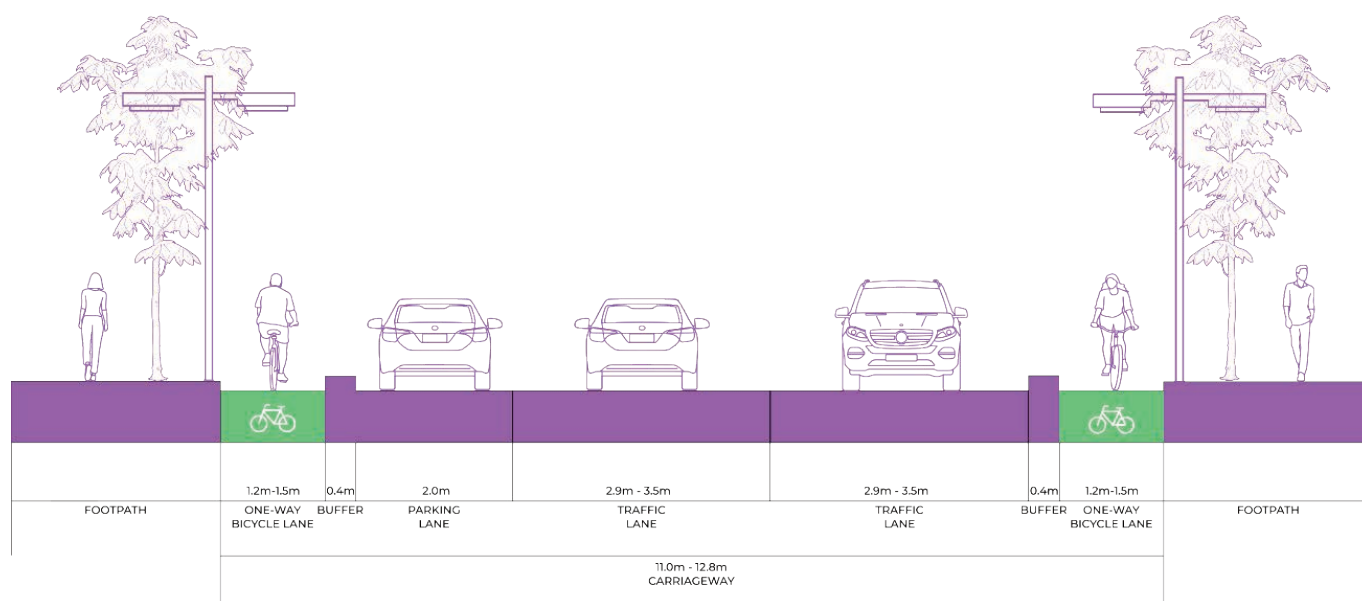 1.2m-1.5m
0.4m
2.0m
2.9m - 3.5m
2.9m - 3.5m
0.4m
1.2m-1.5m
FOOTPATH
ONE-WAY
BICYCLE LANE
BUFFER
PARKING
LANE
TRAFFIC
LANE
TRAFFIC
LANE
BUFFER
ONE-WAY
BICYCLE LANE
FOOTPATH
11.0m - 12.8m
CARRIAGEWAY